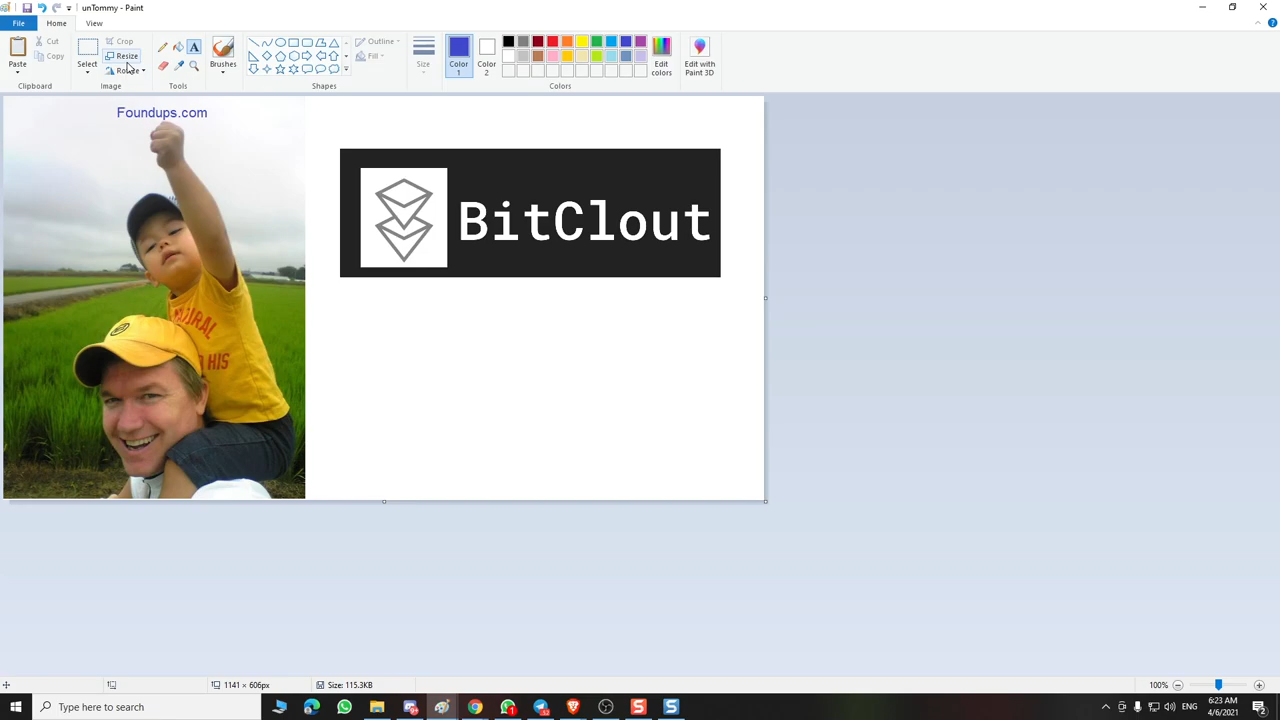 unTommy - Paint
File
Home
View
Paste
Cut
Copy
Clipboard
Select
Crop
Resize
Rotate
Image
A
Tools
Brushes
Shapes
Outline
Fill
Size
Color 1
Color 2
Edit colors
Edit with Paint 3D
Colors
Foundups.com
BitClout
HIS
1141 × 606px
Size: 115.3KB
100%
Type here to search
ENG
6:23 AM
4/6/2021